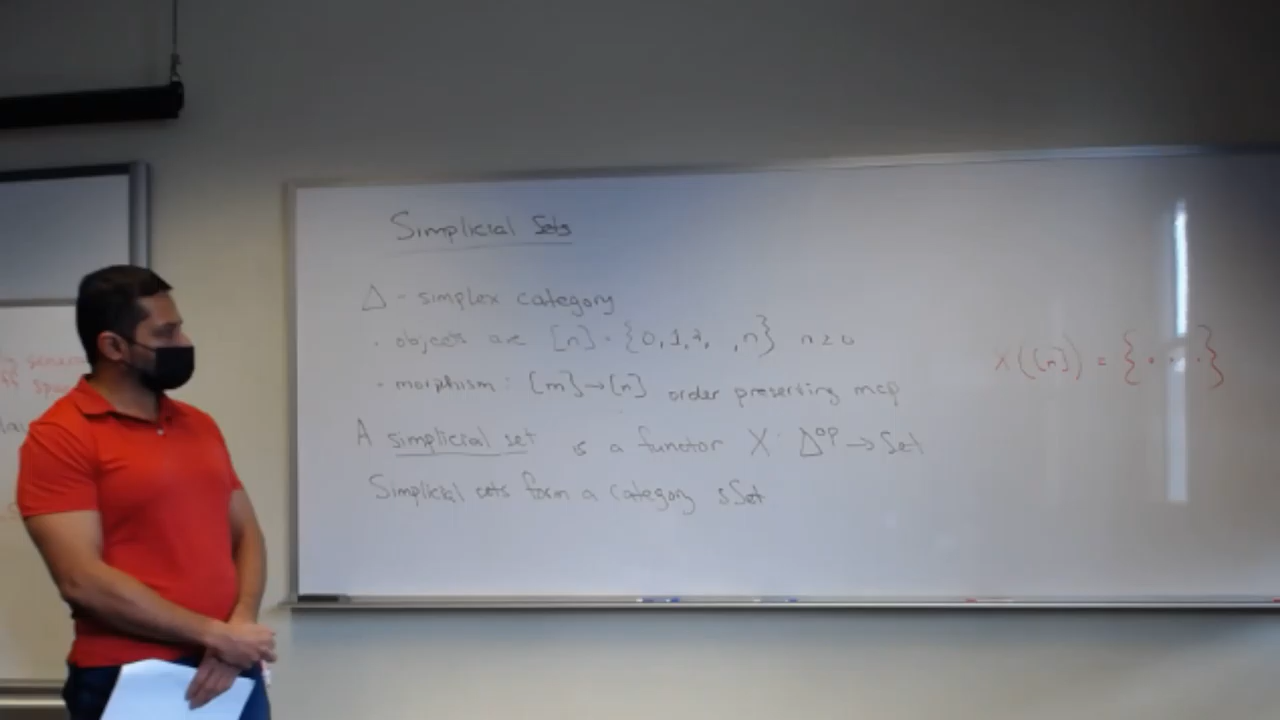 Simplicial Sets
Δ - simplex category
· objects are [n] = {0,1,2, ,n} n≥0
· morphism: [m]→[n] order preserving map
A simplicial set is a functor X: Δ^op → Set
Simplicial sets form a category sSet
X([n]) = {· · ·}